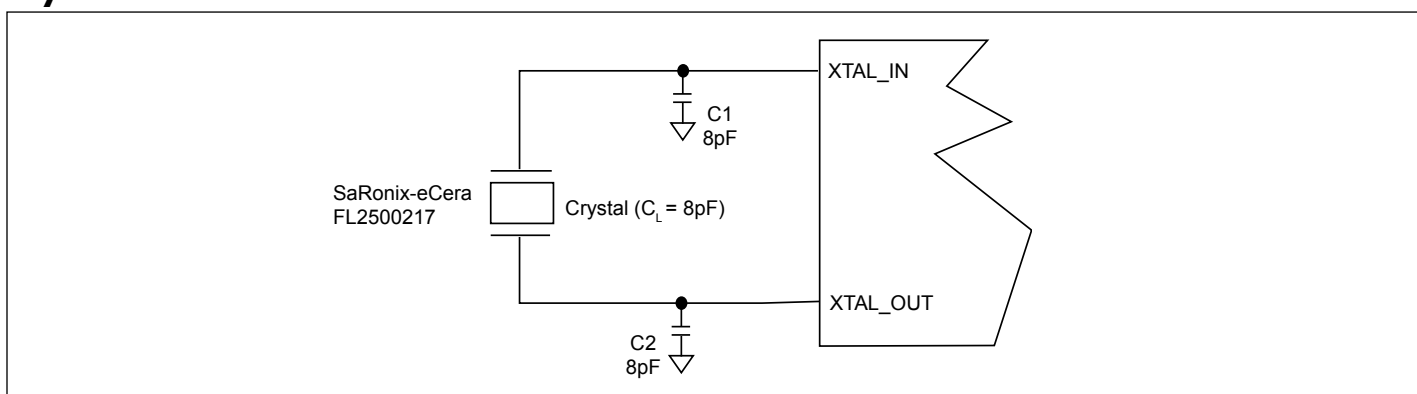 XTAL_IN
C1
8pF
SaRonix-eCera
FL2500217
Crystal (CL = 8pF)
XTAL_OUT
C2
8pF